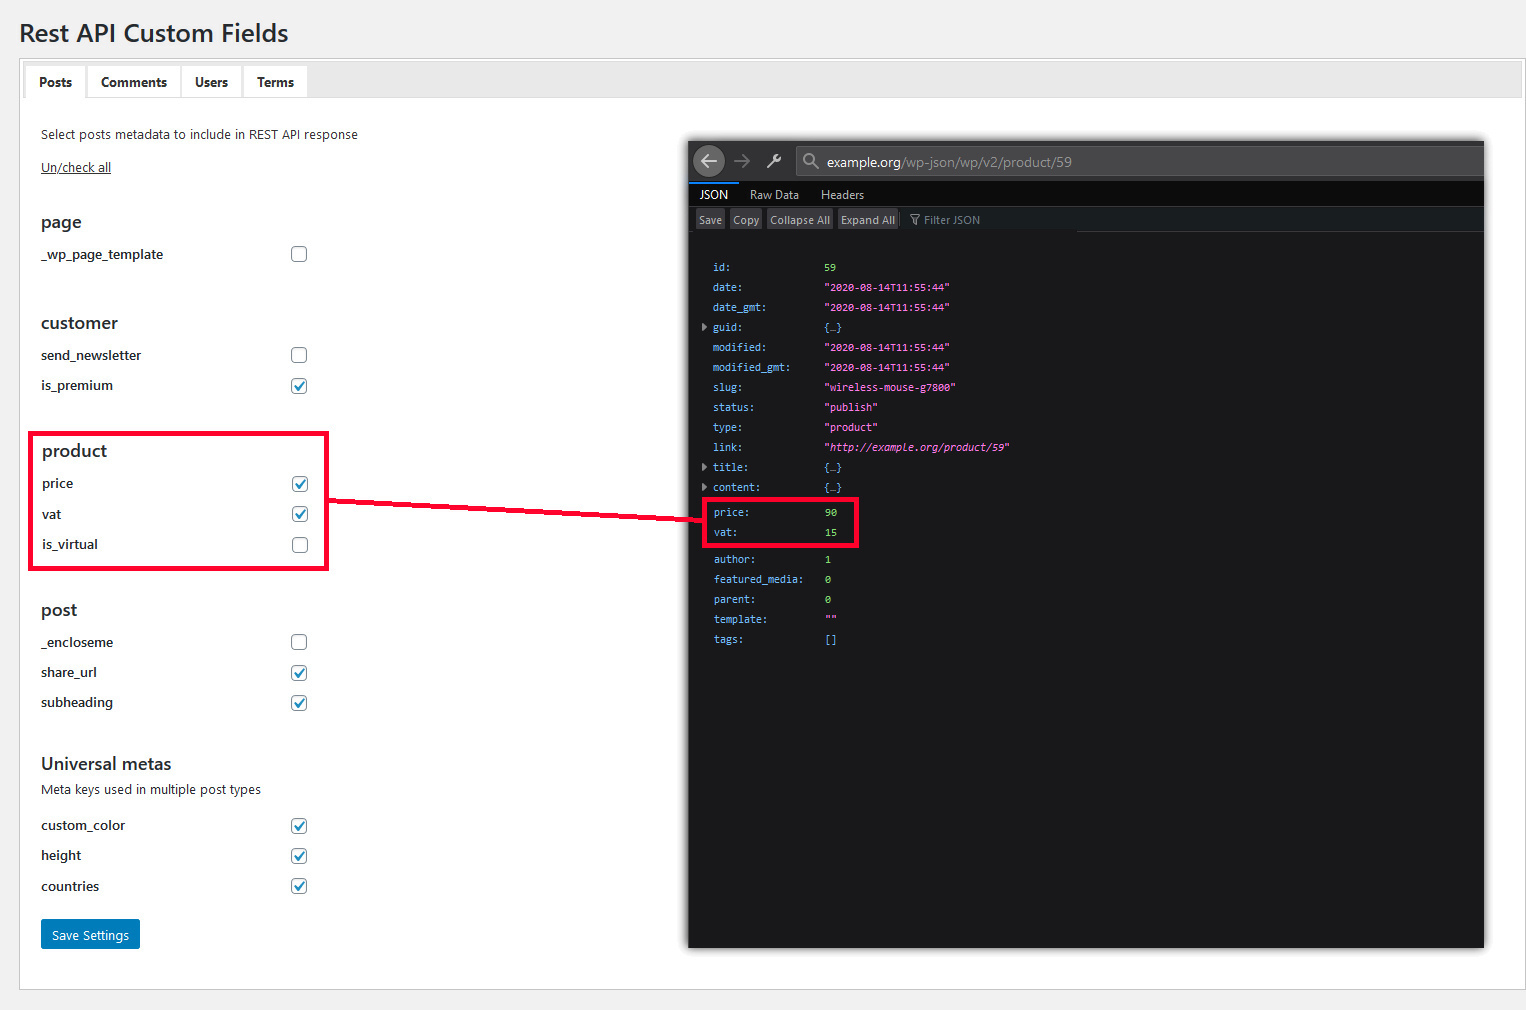 Rest API Custom Fields
Posts
Comments
Users
Terms
Select posts metadata to include in REST API response
Un/check all
page
_wp_page_template
customer
send_newsletter
is_premium
product
price
vat
is_virtual
post
_encloseme
share_url
subheading
Universal metas
Meta keys used in multiple post types
custom_color
height
countries
Save Settings
example.org/wp-json/wp/v2/product/59
JSON Raw Data Headers
Save Copy Collapse All Expand All Filter JSON
id: 59
date: "2020-08-14T11:55:44"
date_gmt: "2020-08-14T11:55:44"
guid: {…}
modified: "2020-08-14T11:55:44"
modified_gmt: "2020-08-14T11:55:44"
slug: "wireless-mouse-g7800"
status: "publish"
type: "product"
link: "http://example.org/product/59"
title: {…}
content: {…}
price: 90
vat: 15
author: 1
featured_media: 0
parent: 0
template: ""
tags: []